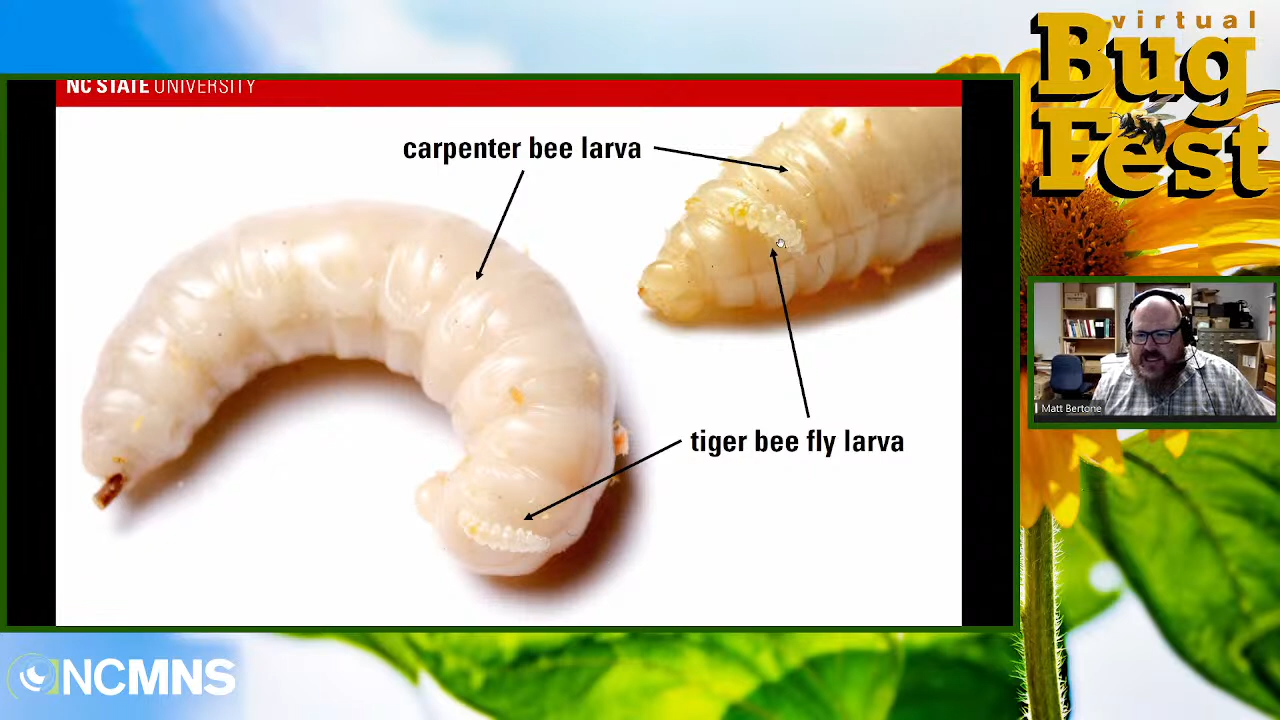 virtual
Bug
Fest
NC STATE UNIVERSITY
carpenter bee larva
tiger bee fly larva
Matt Bertone
NCMNS